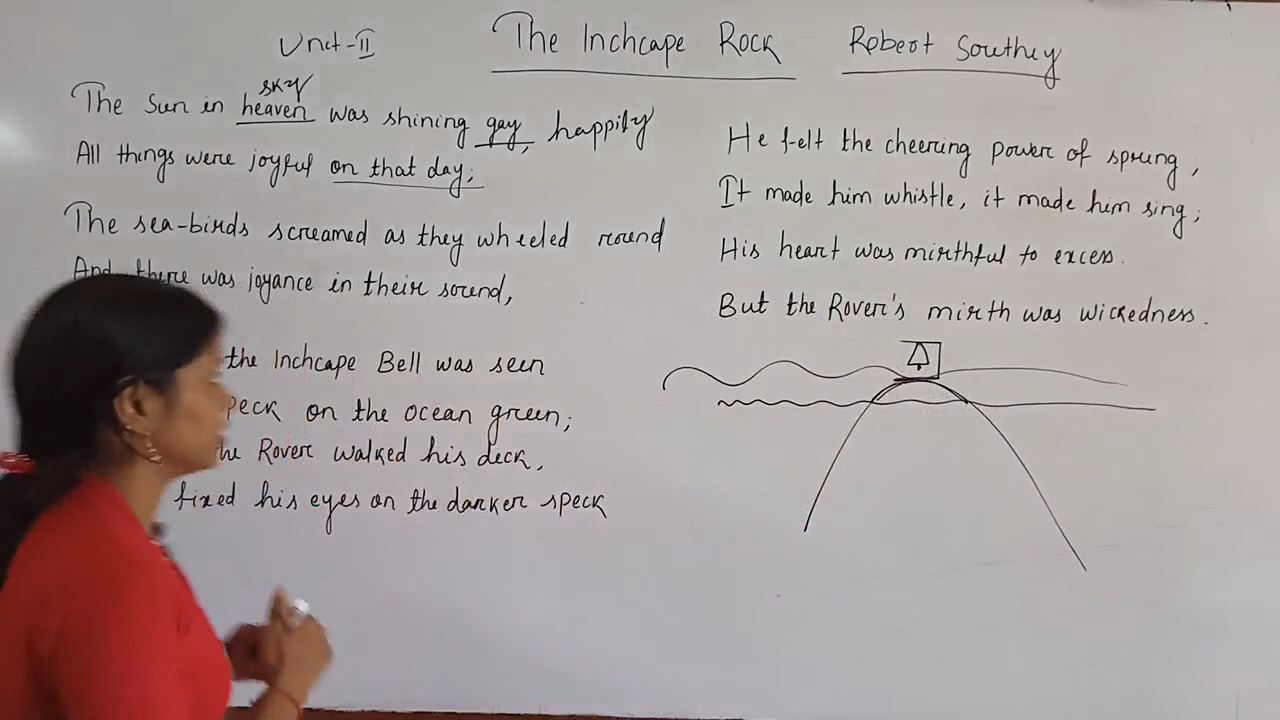 Unit-II
The Inchcape Rock
Robert Southey
sky
The Sun in heaven was shining gay, happily
All things were joyful on that day;
The sea-birds screamed as they wheeled round
And there was joyance in their sound,
the Inchcape Bell was seen
speck on the ocean green;
the Rover walked his deck,
fixed his eyes on the darker speck
He felt the cheering power of spring;
It made him whistle, it made him sing;
His heart was mirthful to excess.
But the Rover's mirth was wickedness.